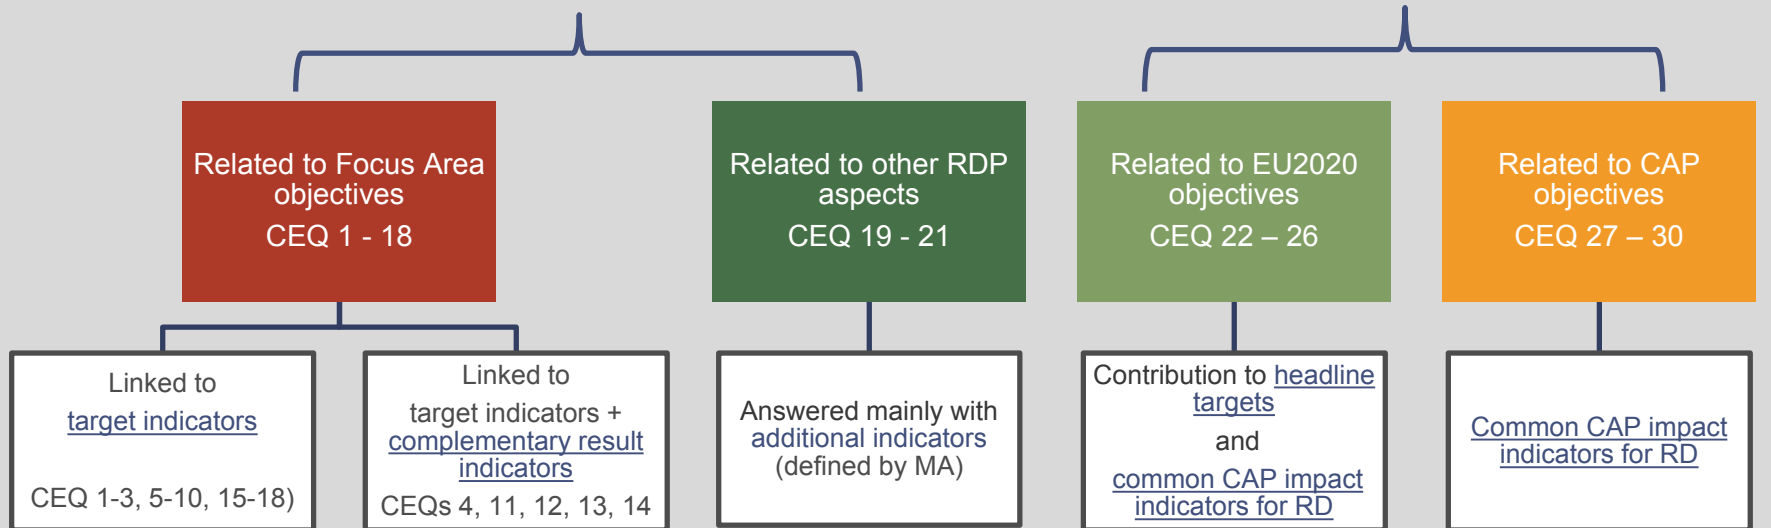 Related to Focus Area
objectives
CEQ 1 - 18
Related to other RDP
aspects
CEQ 19 - 21
Related to EU2020
objectives
CEQ 22 – 26
Related to CAP
objectives
CEQ 27 – 30
Linked to
target indicators
CEQ 1-3, 5-10, 15-18)
Linked to
target indicators +
complementary result
indicators
CEQs 4, 11, 12, 13, 14
Answered mainly with
additional indicators
(defined by MA)
Contribution to headline
targets
and
common CAP impact
indicators for RD
Common CAP impact
indicators for RD